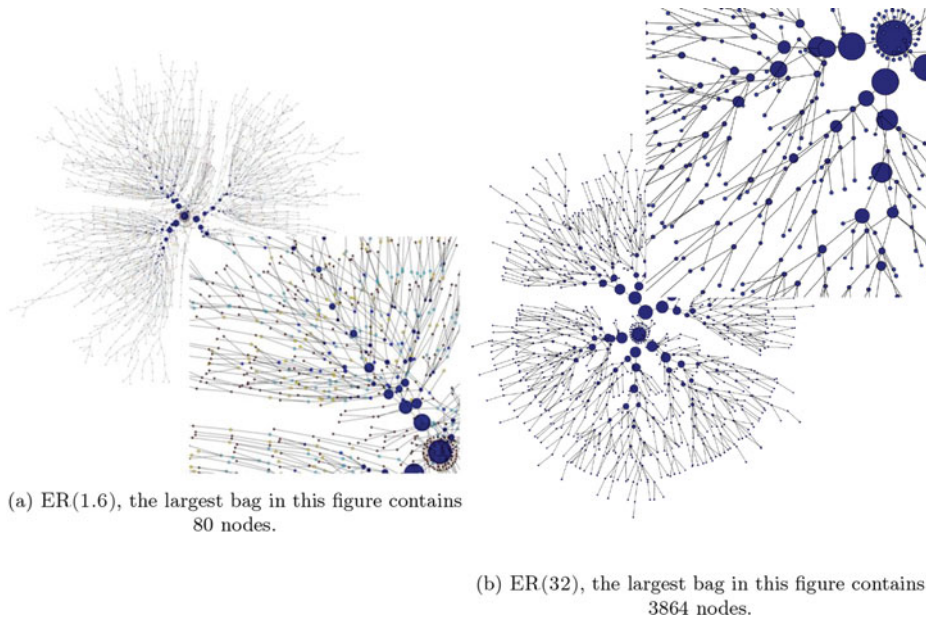 (a) ER(1.6), the largest bag in this figure contains
80 nodes.
(b) ER(32), the largest bag in this figure contains
3864 nodes.